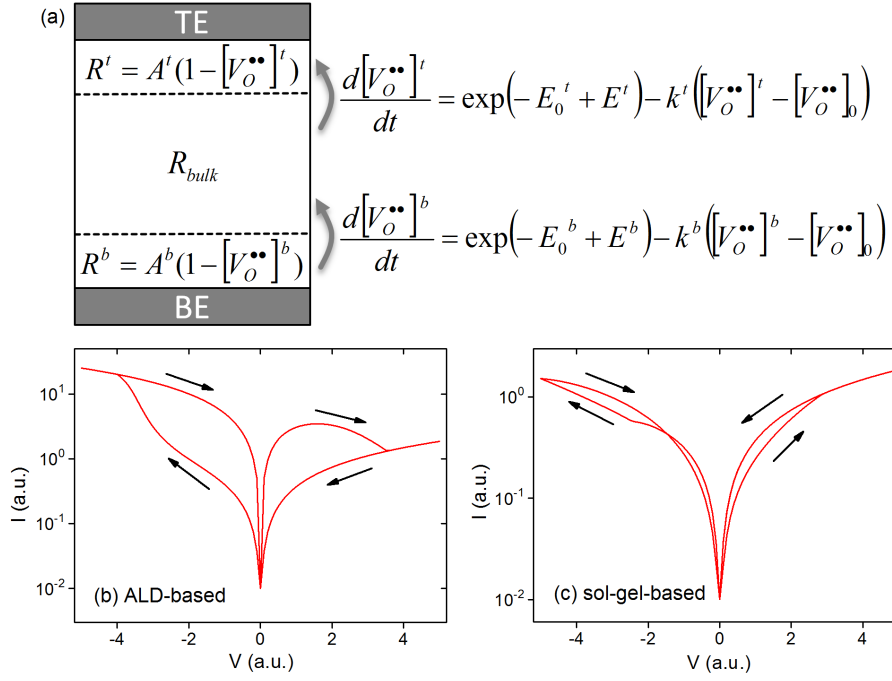 (a)
TE
R^t = A^t(1−[V_O^••]^t)
d[V_O^••]^t/dt = exp(−E_0^t + E^t)−k^t([V_O^••]^t −[V_O^••]_0)
R_bulk
d[V_O^••]^b/dt = exp(−E_0^b + E^b)−k^b([V_O^••]^b −[V_O^••]_0)
R^b = A^b(1−[V_O^••]^b)
BE
I (a.u.)
10^1
10^0
10^-1
10^-2
(b) ALD-based
-4 -2 0 2 4
V (a.u.)
I (a.u.)
10^0
10^-1
10^-2
(c) sol-gel-based
-4 -2 0 2 4
V (a.u.)